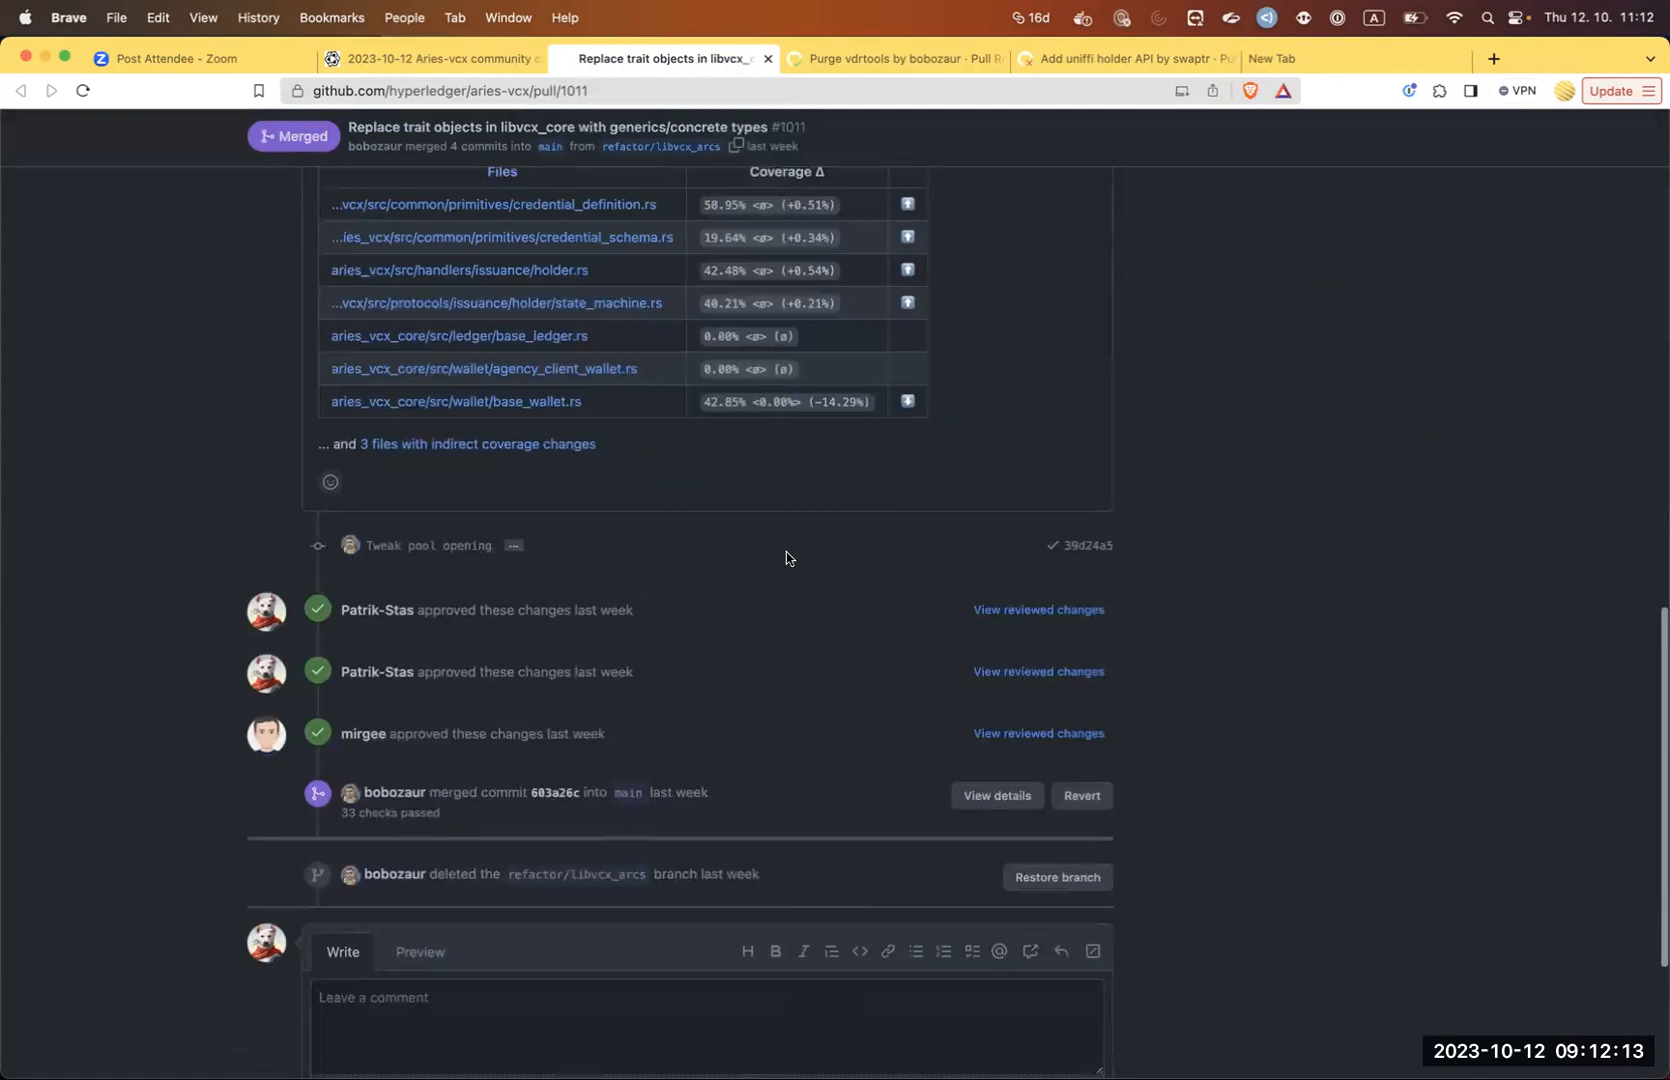 Brave File Edit View History Bookmarks People Tab Window Help 16d A Thu 12. 10. 11:12
Post Attendee - Zoom 2023-10-12 Aries-vcx community c Replace trait objects in libvcx_c Purge vdrtools by bobozaur · Pull R Add uniffi holder API by swaptr · Pu New Tab
github.com/hyperledger/aries-vcx/pull/1011 VPN Update
Merged
Replace trait objects in libvcx_core with generics/concrete types #1011
bobozaur merged 4 commits into main from refactor/libvcx_arcs last week
Files Coverage Δ
...vcx/src/common/primitives/credential_definition.rs 58.95% <ø> (+0.51%)
...ies_vcx/src/common/primitives/credential_schema.rs 19.64% <ø> (+0.34%)
aries_vcx/src/handlers/issuance/holder.rs 42.48% <ø> (+0.54%)
...vcx/src/protocols/issuance/holder/state_machine.rs 40.21% <ø> (+0.21%)
aries_vcx_core/src/ledger/base_ledger.rs 0.00% <ø> (ø)
aries_vcx_core/src/wallet/agency_client_wallet.rs 0.00% <ø> (ø)
aries_vcx_core/src/wallet/base_wallet.rs 42.85% <0.00%> (-14.29%)
... and 3 files with indirect coverage changes
Tweak pool opening ... 39d24a5
Patrik-Stas approved these changes last week View reviewed changes
Patrik-Stas approved these changes last week View reviewed changes
mirgee approved these changes last week View reviewed changes
bobozaur merged commit 603a26c into main last week View details Revert
33 checks passed
bobozaur deleted the refactor/libvcx_arcs branch last week Restore branch
Write Preview
Leave a comment
2023-10-12 09:12:13